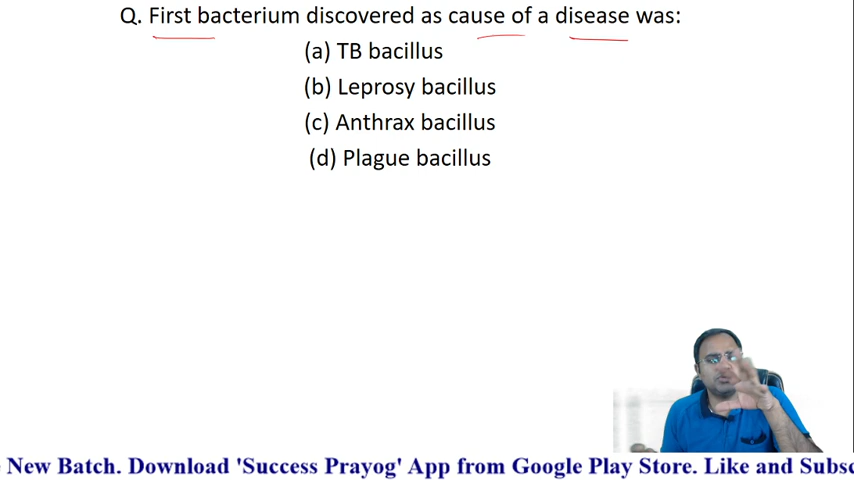 Q. First bacterium discovered as cause of a disease was:
(a) TB bacillus
(b) Leprosy bacillus
(c) Anthrax bacillus
(d) Plague bacillus
New Batch. Download 'Success Prayog' App from Google Play Store. Like and Subsc